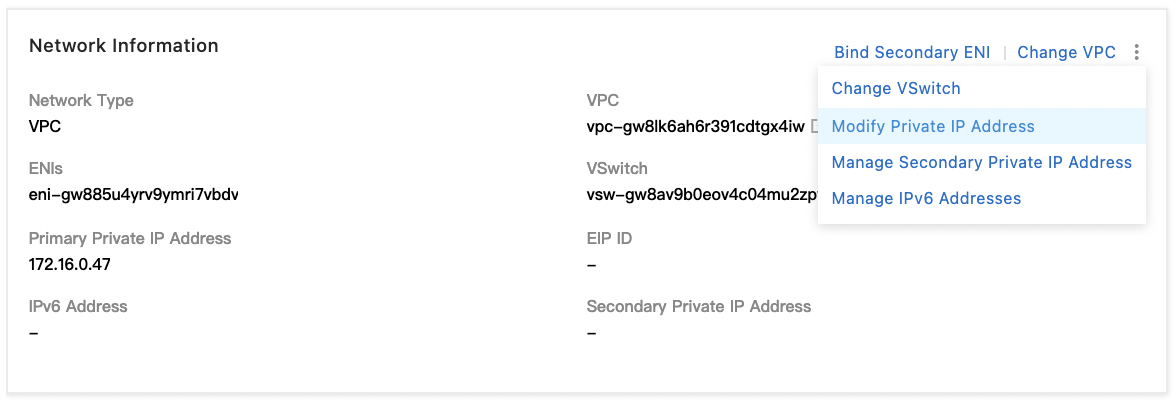 Network Information
Bind Secondary ENI | Change VPC
Change VSwitch
Modify Private IP Address
Manage Secondary Private IP Address
Manage IPv6 Addresses
Network Type
VPC
VPC
vpc-gw8lk6ah6r391cdtgx4iw
ENIs
eni-gw885u4yrv9ymri7vbdv
VSwitch
vsw-gw8av9b0eov4c04mu2zp
Primary Private IP Address
172.16.0.47
EIP ID
–
IPv6 Address
–
Secondary Private IP Address
–